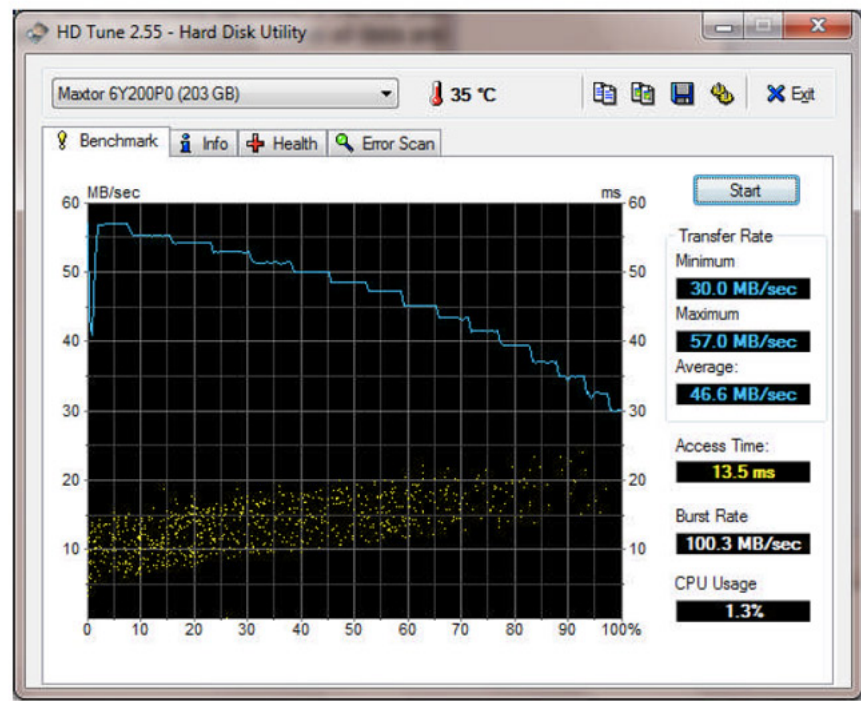 HD Tune 2.55 - Hard Disk Utility
Maxtor 6Y200P0 (203 GB)
35 °C
Exit
Benchmark
Info
Health
Error Scan
MB/sec
ms
60
50
40
30
20
10
60
50
40
30
20
10
0 10 20 30 40 50 60 70 80 90 100%
Start
Transfer Rate
Minimum
30.0 MB/sec
Maximum
57.0 MB/sec
Average:
46.6 MB/sec
Access Time:
13.5 ms
Burst Rate
100.3 MB/sec
CPU Usage
1.3%